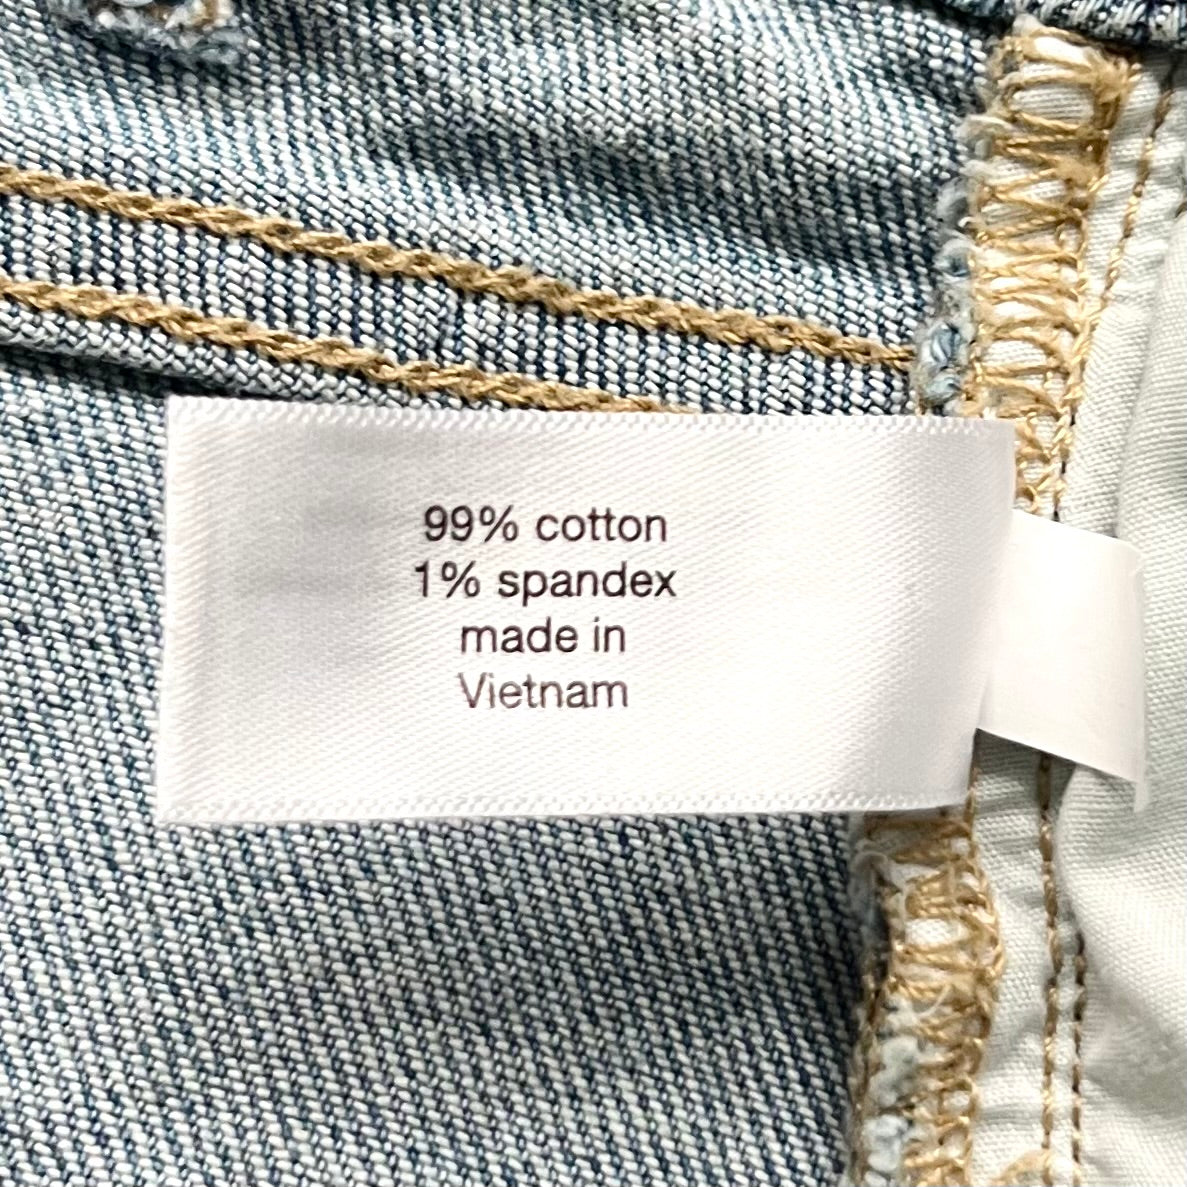 99% cotton
1% spandex
made in
Vietnam